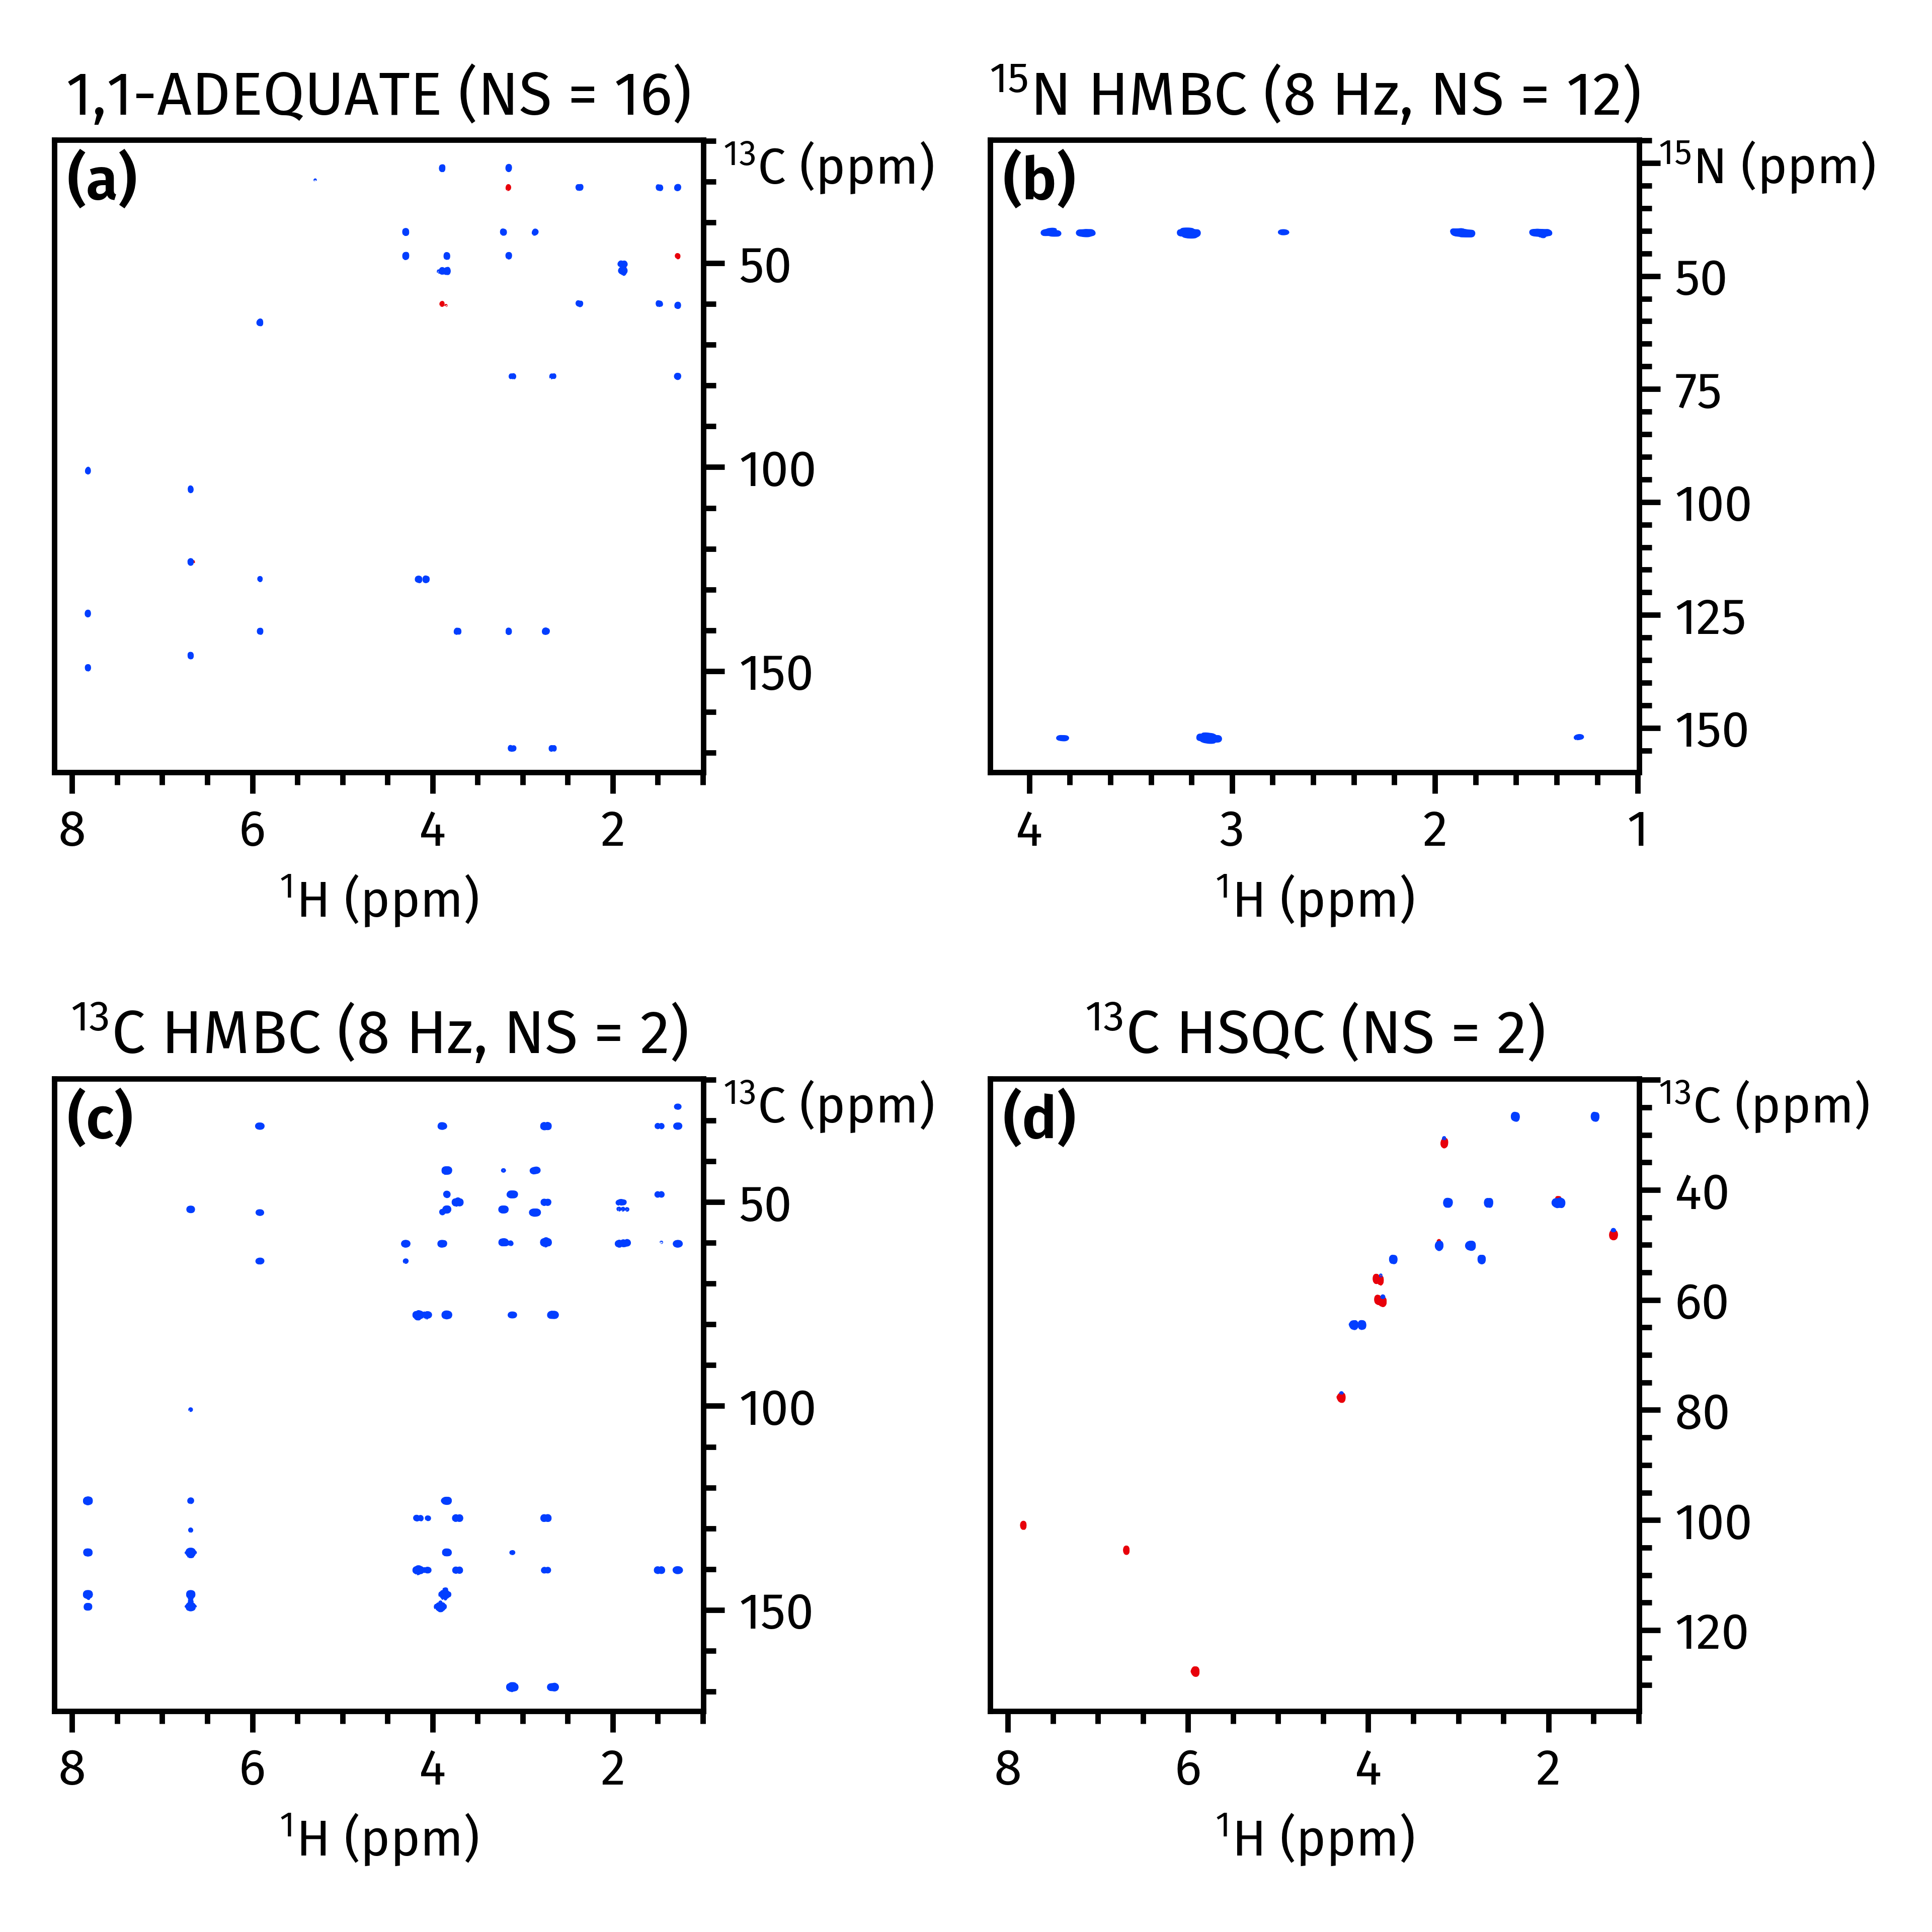 1,1-ADEQUATE (NS = 16)
(a)
¹³C (ppm)
50
100
150
8 6 4 2
¹H (ppm)
¹⁵N HMBC (8 Hz, NS = 12)
(b)
¹⁵N (ppm)
50
75
100
125
150
4 3 2 1
¹H (ppm)
¹³C HMBC (8 Hz, NS = 2)
(c)
¹³C (ppm)
50
100
150
8 6 4 2
¹H (ppm)
¹³C HSQC (NS = 2)
(d)
¹³C (ppm)
40
60
80
100
120
8 6 4 2
¹H (ppm)